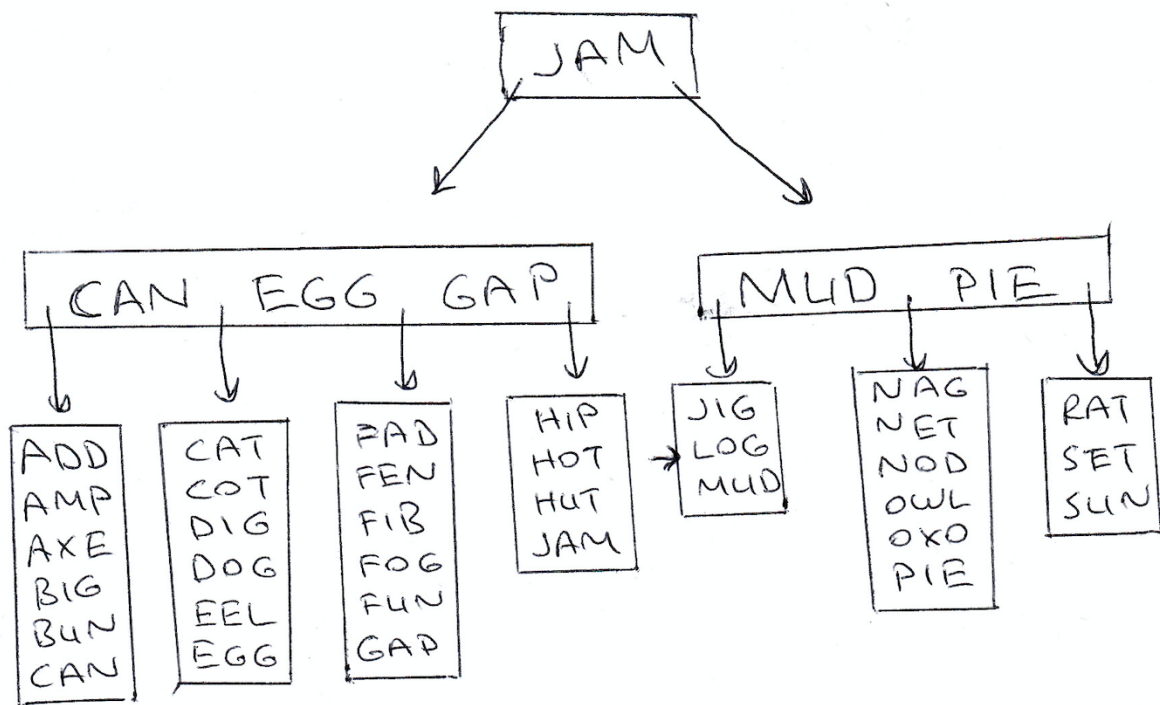 JAM
CAN EGG GAP
MUD PIE
ADD
AMP
AXE
BIG
BUN
CAN
CAT
COT
DIG
DOG
EEL
EGG
FAD
FEN
FIB
FOG
FUN
GAP
HIP
HOT
HUT
JAM
JIG
LOG
MUD
NAG
NET
NOD
OWL
OXO
PIE
RAT
SET
SUN